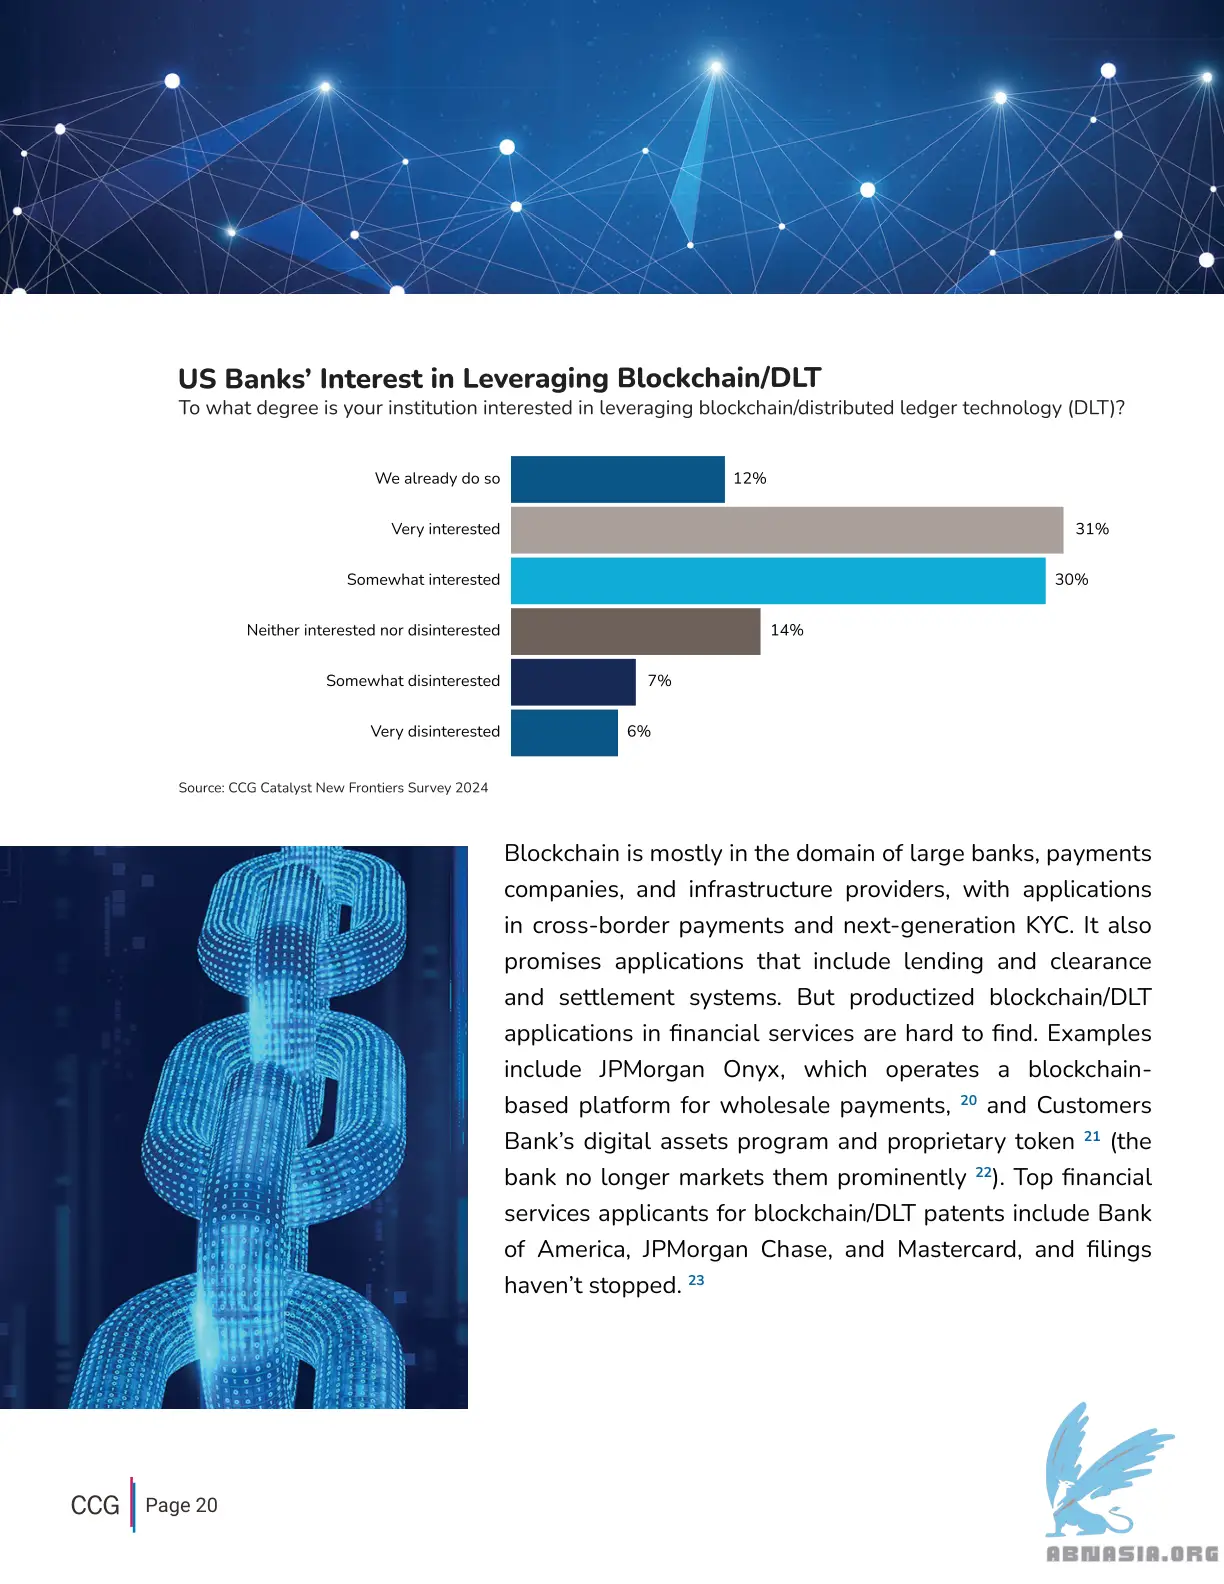 US Banks’ Interest in Leveraging Blockchain/DLT
To what degree is your institution interested in leveraging blockchain/distributed ledger technology (DLT)?
We already do so 12%
Very interested 31%
Somewhat interested 30%
Neither interested nor disinterested 14%
Somewhat disinterested 7%
Very disinterested 6%
Source: CCG Catalyst New Frontiers Survey 2024
Blockchain is mostly in the domain of large banks, payments
companies, and infrastructure providers, with applications
in cross-border payments and next-generation KYC. It also
promises applications that include lending and clearance
and settlement systems. But productized blockchain/DLT
applications in financial services are hard to find. Examples
include JPMorgan Onyx, which operates a blockchain-
based platform for wholesale payments, 20 and Customers
Bank’s digital assets program and proprietary token 21 (the
bank no longer markets them prominently 22). Top financial
services applicants for blockchain/DLT patents include Bank
of America, JPMorgan Chase, and Mastercard, and filings
haven’t stopped. 23
CCG Page 20
ABNASIA.ORG